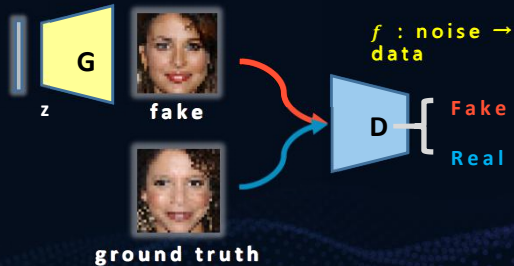 G
z
fake
ground truth
f : noise →
data
D
Fake
Real